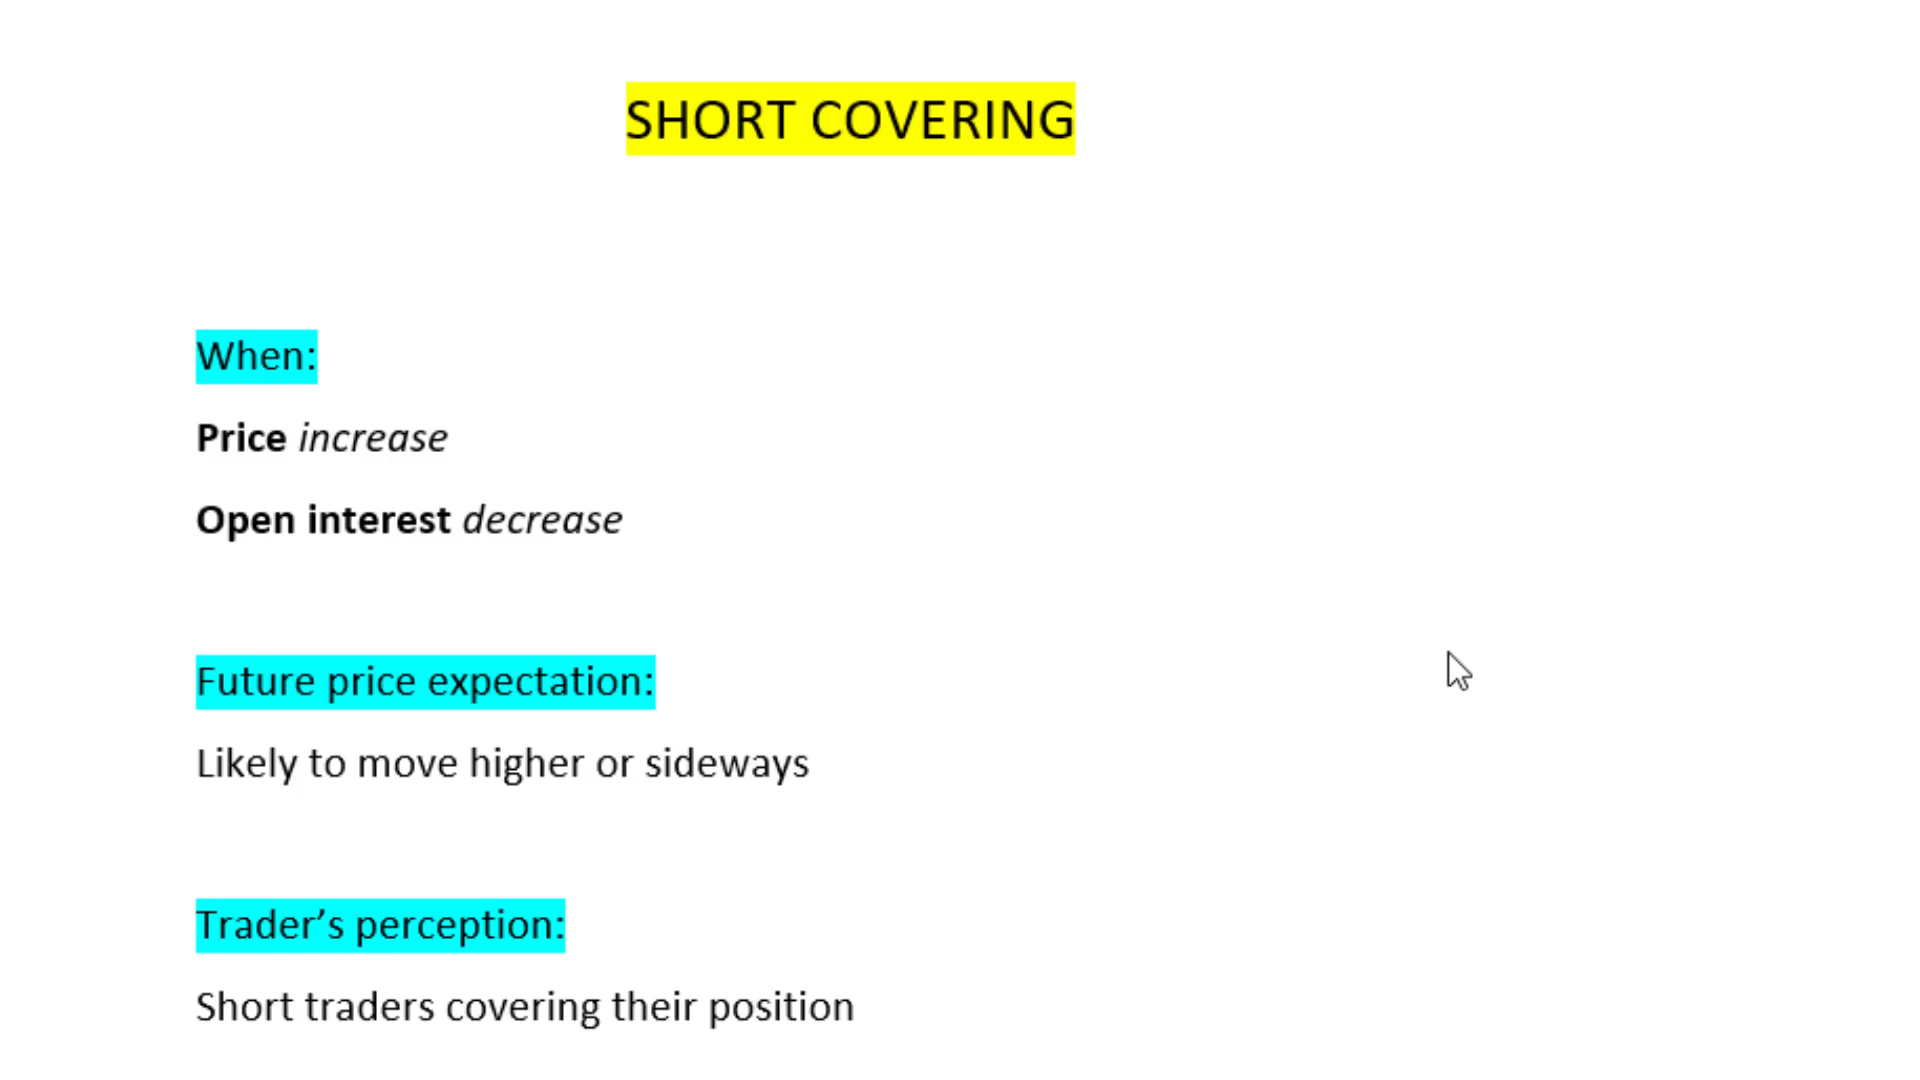 SHORT COVERING
When:
Price increase
Open interest decrease
Future price expectation:
Likely to move higher or sideways
Trader’s perception:
Short traders covering their position